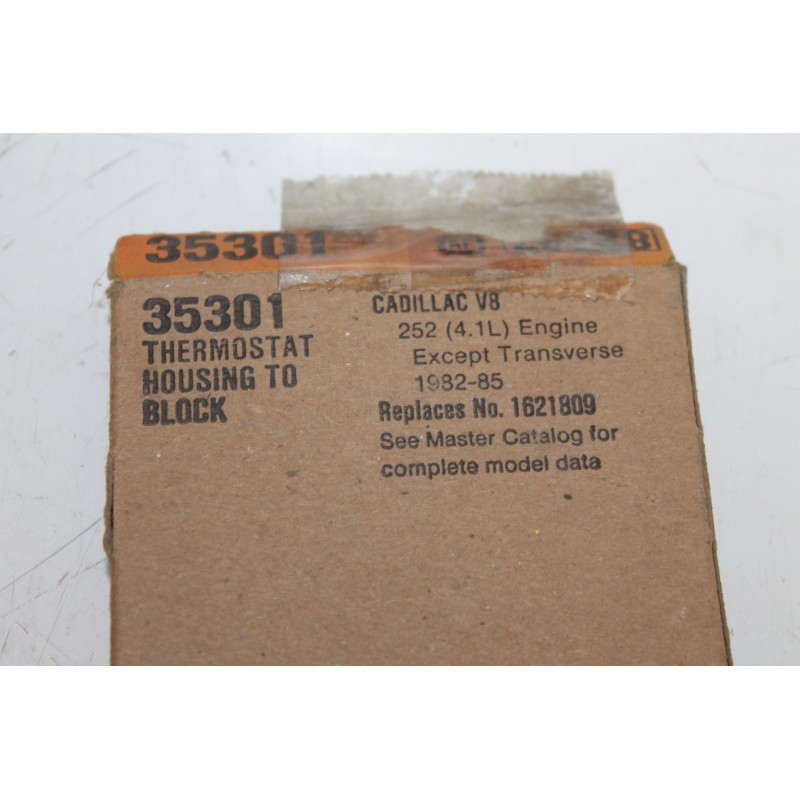 35301
35301
THERMOSTAT
HOUSING TO
BLOCK
CADILLAC V8
252 (4.1L) Engine
Except Transverse
1982-85
Replaces No. 1621809
See Master Catalog for
complete model data